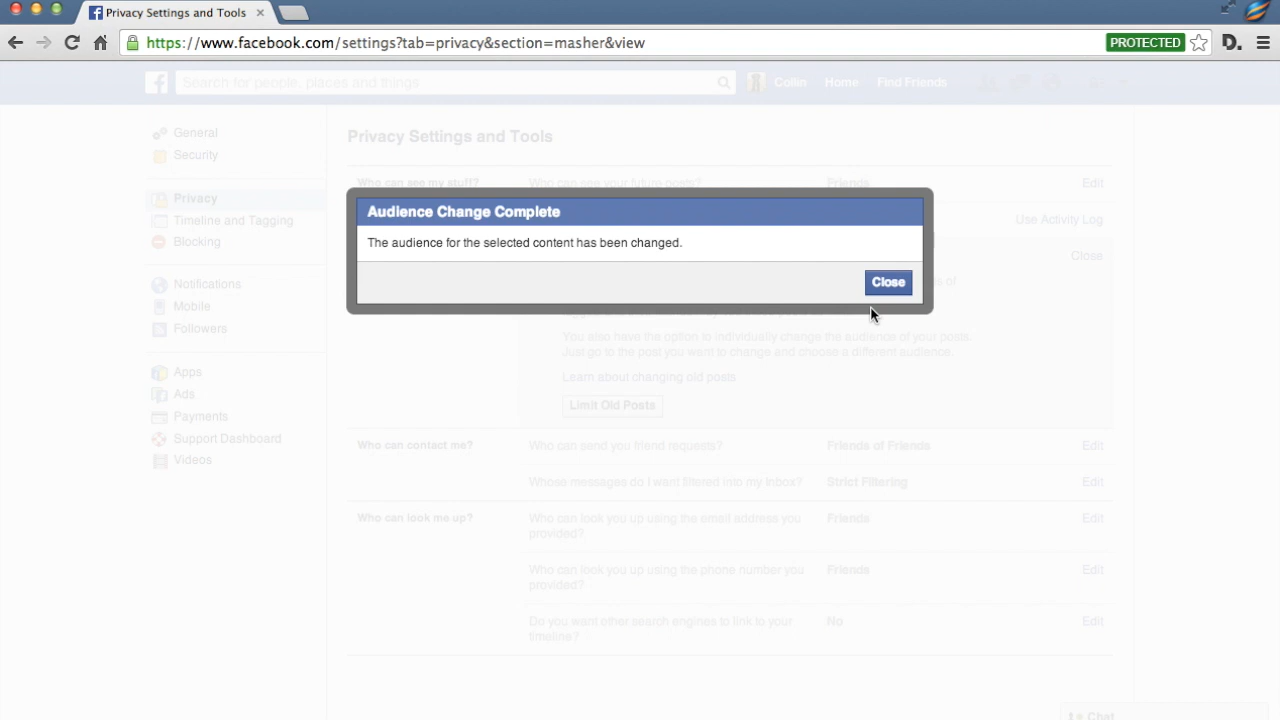 Privacy Settings and Tools
https://www.facebook.com/settings?tab=privacy&section=masher&view
PROTECTED
D.
Search for people, places and things
Collin
Home
Find Friends
General
Security
Privacy
Timeline and Tagging
Blocking
Notifications
Mobile
Followers
Apps
Ads
Payments
Support Dashboard
Videos
Privacy Settings and Tools
Who can see my stuff?
Who can see your future posts?
Friends
Edit
Use Activity Log
Close
Audience Change Complete
The audience for the selected content has been changed.
Close
of
You also have the option to individually change the audience of your posts.
Just go to the post you want to change and choose a different audience.
Learn about changing old posts
Limit Old Posts
Who can contact me?
Who can send you friend requests?
Friends of Friends
Edit
Whose messages do I want filtered into my Inbox?
Strict Filtering
Edit
Who can look me up?
Who can look you up using the email address you
provided?
Friends
Edit
Who can look you up using the phone number you
provided?
Friends
Edit
Do you want other search engines to link to your
timeline?
No
Edit
Chat